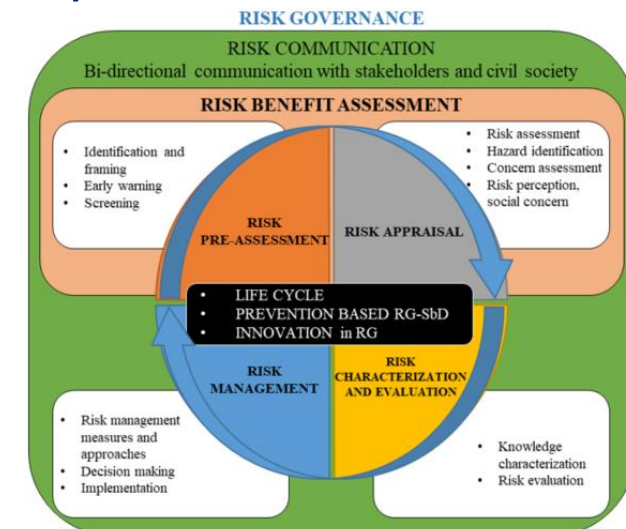 RISK GOVERNANCE
RISK COMMUNICATION
Bi-directional communication with stakeholders and civil society
RISK BENEFIT ASSESSMENT
• Identification and
framing
• Early warning
• Screening
• Risk assessment
• Hazard identification
• Concern assessment
• Risk perception,
social concern
RISK
PRE-ASSESSMENT
RISK APPRAISAL
• LIFE CYCLE
• PREVENTION BASED RG-SbD
• INNOVATION in RG
RISK
MANAGEMENT
RISK
CHARACTERIZATION
AND EVALUATION
• Risk management
measures and
approaches
• Decision making
• Implementation
• Knowledge
characterization
• Risk evaluation